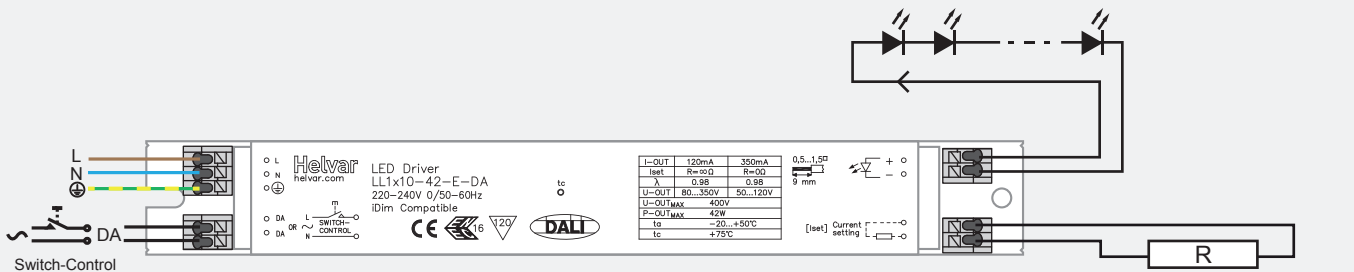 L
N
DA
Switch-Control
L
N
DA
DA
OR
L
N
m
SWITCH-
CONTROL
Helvar
helvar.com
LED Driver
LL1x10-42-E-DA
220-240V 0/50-60Hz
iDim Compatible
CE
16
120
tc
DALI
I-OUT 120mA 350mA
Iset R=∞Ω R=0Ω
λ 0.98 0.98
U-OUT 80...350V 50...120V
U-OUTMAX 400V
P-OUTMAX 42W
ta -20...+50°C
tc +75°C
0,5...1,5□
9 mm
+
-
[Iset] Current
setting
R